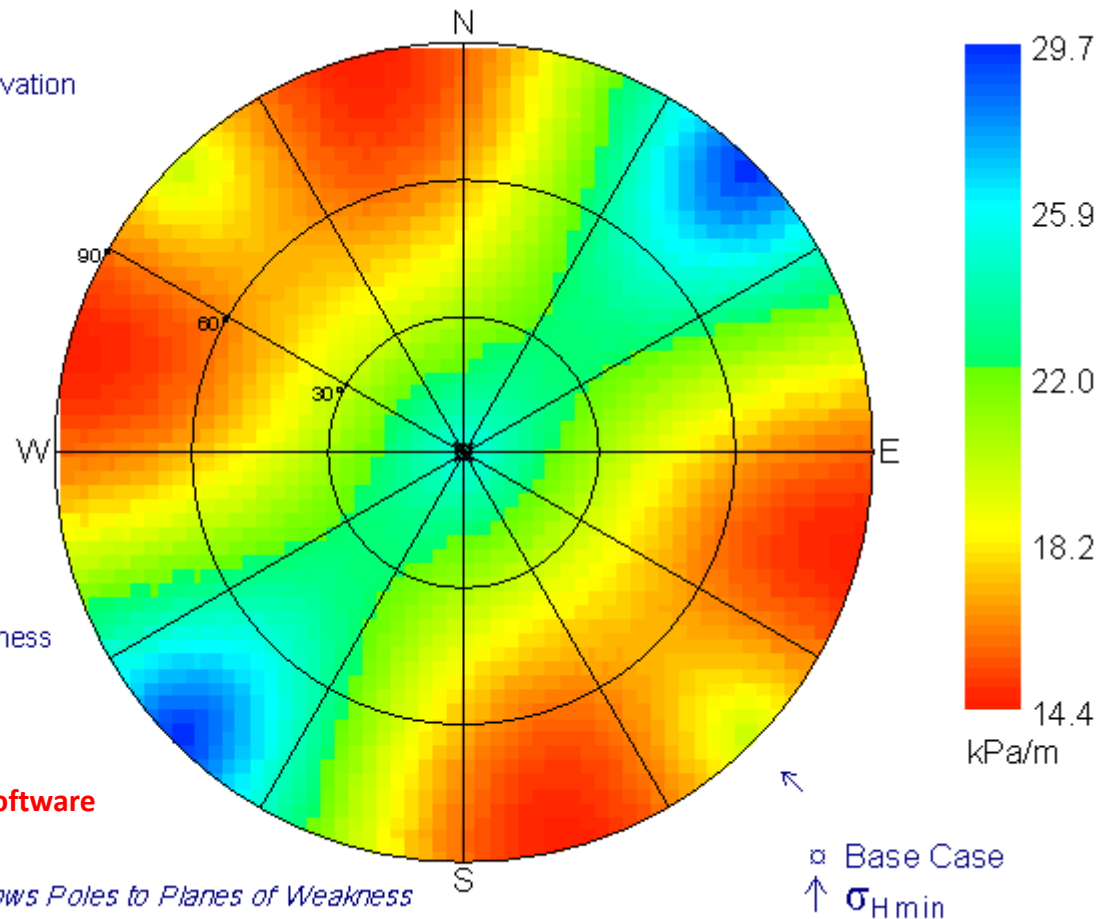 N
29.7
vation
25.9
90°
22.0
60°
30°
W
E
18.2
ness
14.4
kPa/m
oftware
¤ Base Case
S
ows Poles to Planes of Weakness
↑ σHmin